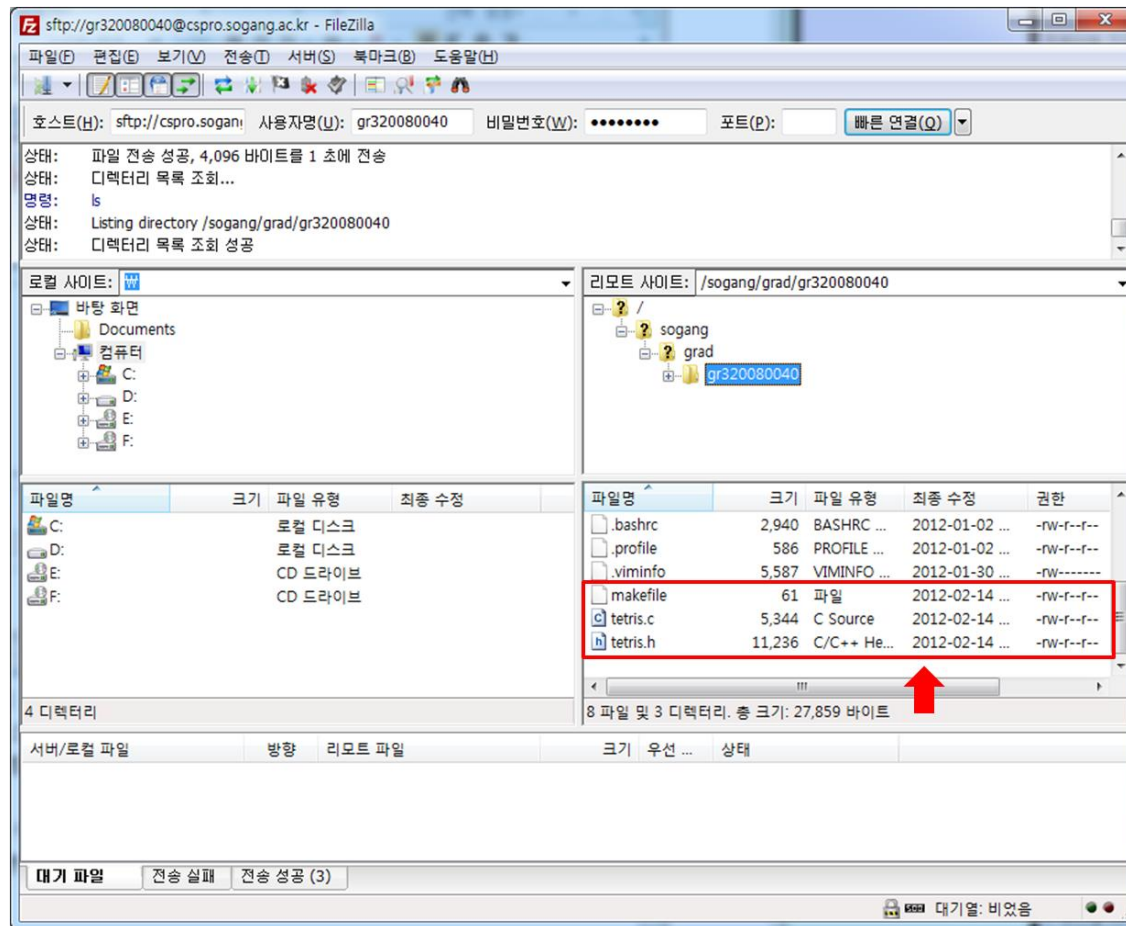 sftp://gr320080040@cspro.sogang.ac.kr - FileZilla
파일(F) 편집(E) 보기(V) 전송(T) 서버(S) 북마크(B) 도움말(H)
호스트(H): sftp://cspro.sogang 사용자명(U): gr320080040 비밀번호(W): ●●●●●●●● 포트(P): 빠른 연결(Q)
상태: 파일 전송 성공, 4,096 바이트를 1 초에 전송
상태: 디렉터리 목록 조회...
명령: ls
상태: Listing directory /sogang/grad/gr320080040
상태: 디렉터리 목록 조회 성공
로컬 사이트: ₩
바탕 화면
Documents
컴퓨터
C:
D:
E:
F:
리모트 사이트: /sogang/grad/gr320080040
/
sogang
grad
gr320080040
파일명 크기 파일 유형 최종 수정
C: 로컬 디스크
D: 로컬 디스크
E: CD 드라이브
F: CD 드라이브
4 디렉터리
파일명 크기 파일 유형 최종 수정 권한
.bashrc 2,940 BASHRC ... 2012-01-02 ... -rw-r--r--
.profile 586 PROFILE ... 2012-01-02 ... -rw-r--r--
.viminfo 5,587 VIMINFO ... 2012-01-30 ... -rw-------
makefile 61 파일 2012-02-14 ... -rw-r--r--
tetris.c 5,344 C Source 2012-02-14 ... -rw-r--r--
tetris.h 11,236 C/C++ He... 2012-02-14 ... -rw-r--r--
8 파일 및 3 디렉터리. 총 크기: 27,859 바이트
서버/로컬 파일 방향 리모트 파일 크기 우선 ... 상태
대기 파일 전송 실패 전송 성공 (3)
대기열: 비었음